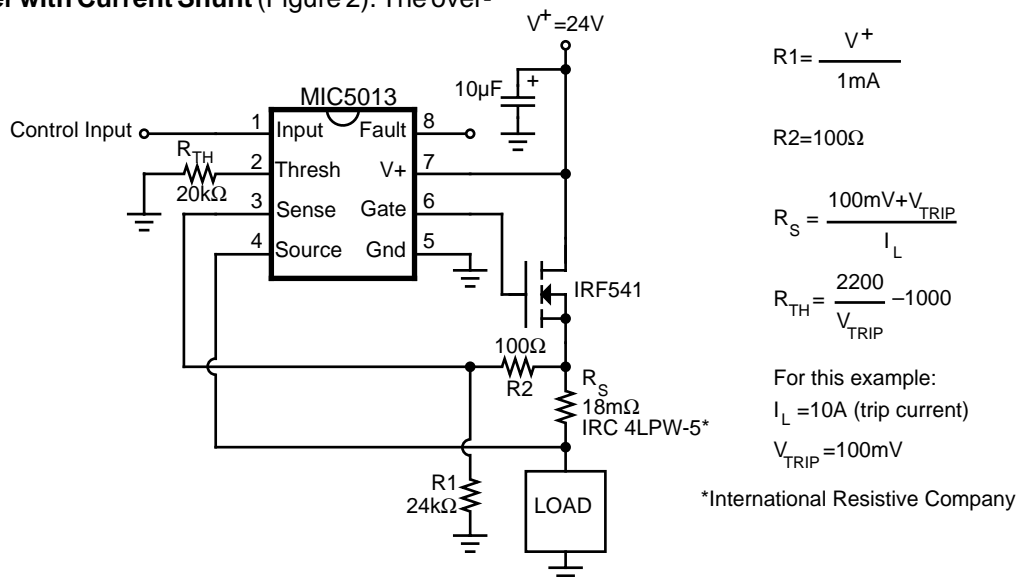 er with Current Shunt (Figure 2). The over-
V+=24V
10µF
+
MIC5013
Control Input
1 Input
Fault 8
RTH
20kΩ
2 Thresh
V+ 7
3 Sense
Gate 6
4 Source
Gnd 5
IRF541
100Ω
R2
RS
18mΩ
IRC 4LPW-5*
R1
24kΩ
LOAD
R1= V+
1mA
R2=100Ω
RS = 100mV+VTRIP
IL
RTH= 2200 –1000
VTRIP
For this example:
IL =10A (trip current)
VTRIP=100mV
*International Resistive Company